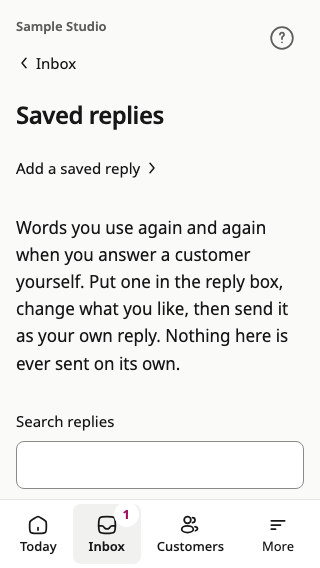 Sample Studio
?
Inbox
Saved replies
Add a saved reply
Words you use again and again
when you answer a customer
yourself. Put one in the reply box,
change what you like, then send it
as your own reply. Nothing here is
ever sent on its own.
Search replies
1
Today
Inbox
Customers
More